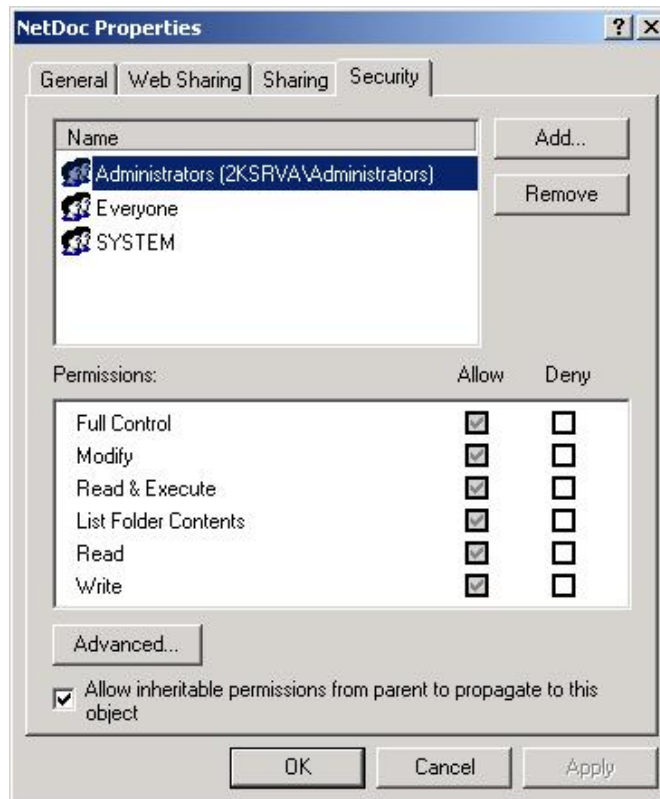 NetDoc Properties
General Web Sharing Sharing Security
Name
Add...
Administrators (2KSRVA\Administrators)
Remove
Everyone
SYSTEM
Permissions: Allow Deny
Full Control
Modify
Read & Execute
List Folder Contents
Read
Write
Advanced...
Allow inheritable permissions from parent to propagate to this
object
OK Cancel Apply